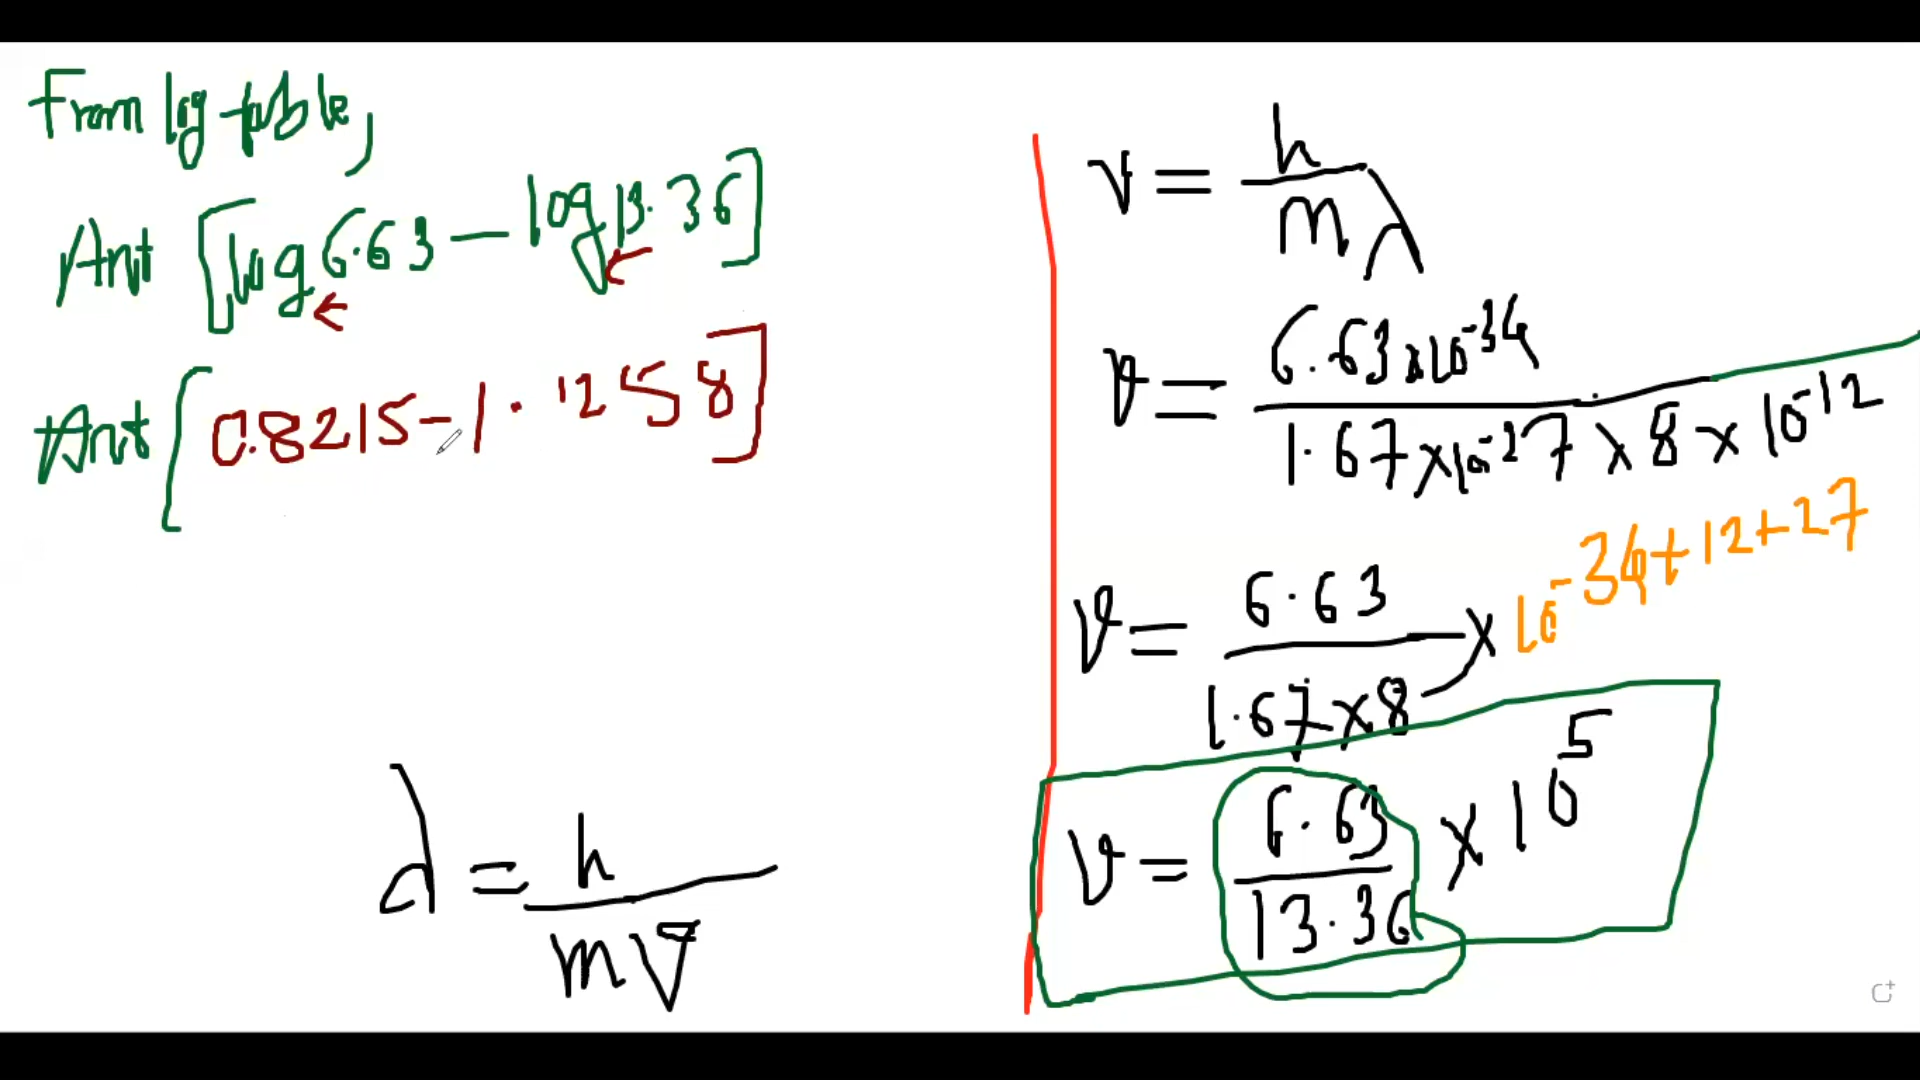 From log table,
Ant [log 6.63 - log 13.36]
Ant [0.8215 - 1.1258]
λ = h / mv
v = h / mλ
v = 6.63 x 10^-34 / 1.67 x 10^-27 x 8 x 10^-12
v = 6.63 / 1.67 x 8 x 10^-34+12+27
v = 6.63 / 13.36 x 10^5